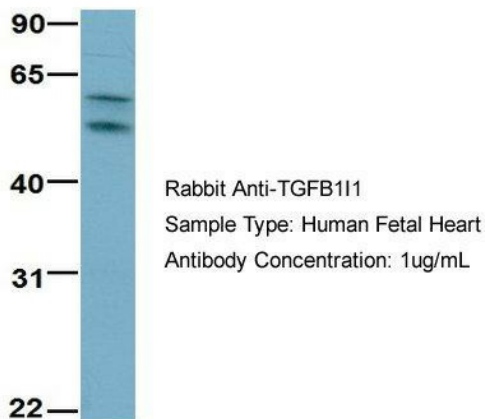 90
65
40
Rabbit Anti-TGFB1I1
Sample Type: Human Fetal Heart
Antibody Concentration: 1ug/mL
31
22